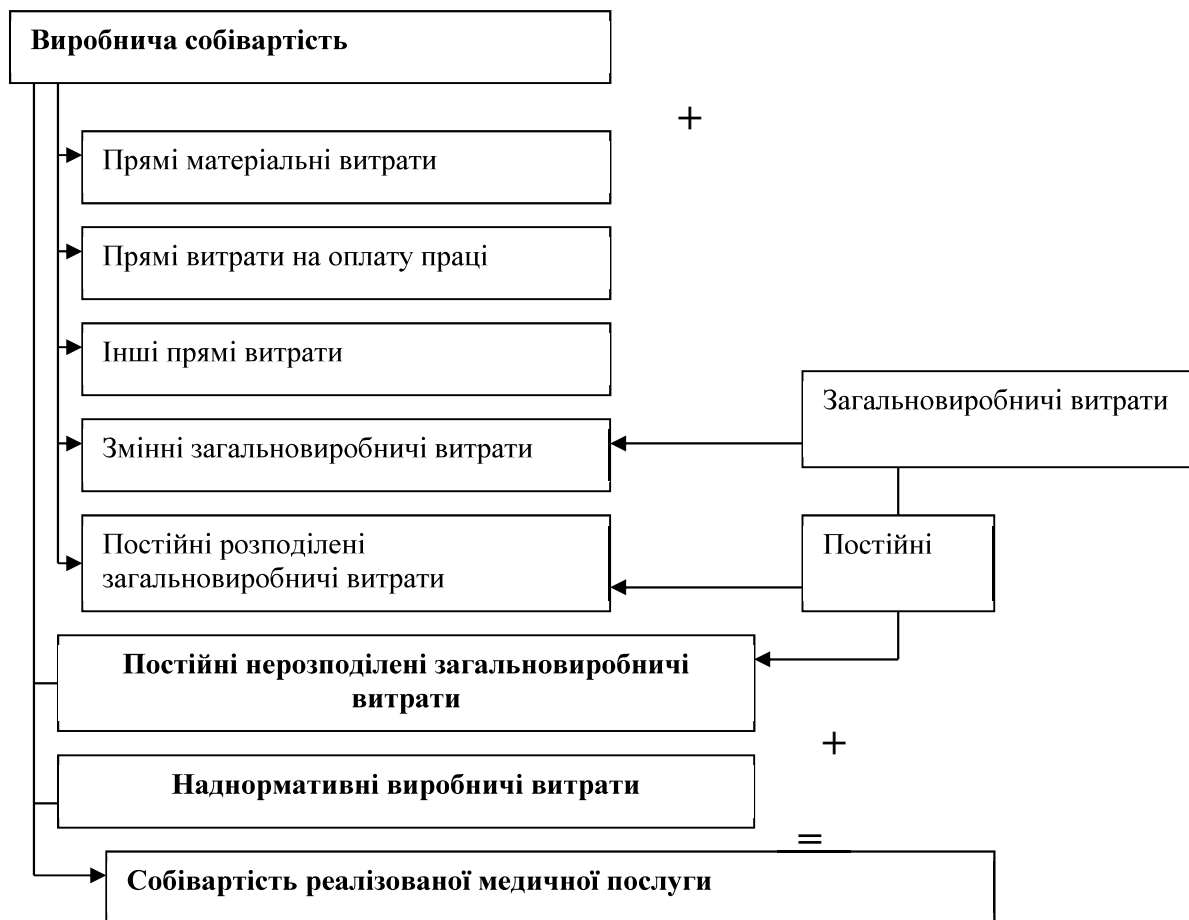 Виробнича собівартість
+
Прямі матеріальні витрати
Прямі витрати на оплату праці
Інші прямі витрати
Загальновиробничі витрати
Змінні загальновиробничі витрати
Постійні розподілені
загальновиробничі витрати
Постійні
Постійні нерозподілені загальновиробничі
витрати
+
Наднормативні виробничі витрати
=
Собівартість реалізованої медичної послуги